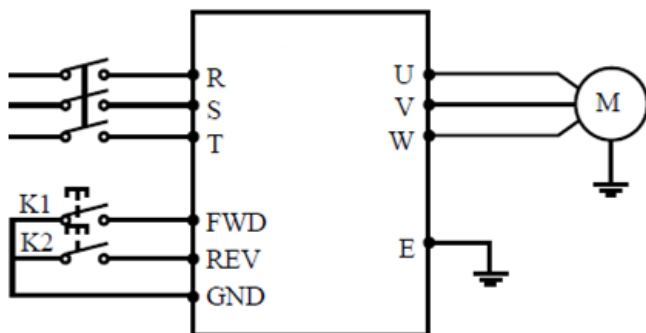 R U
S V M
T W
K1 FWD
K2 REV E
GND